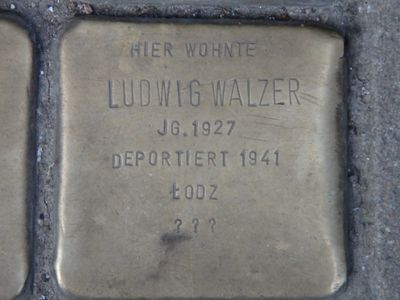 HIER WOHNTE
LUDWIG WALZER
JG. 1927
DEPORTIERT 1941
ŁODZ
???